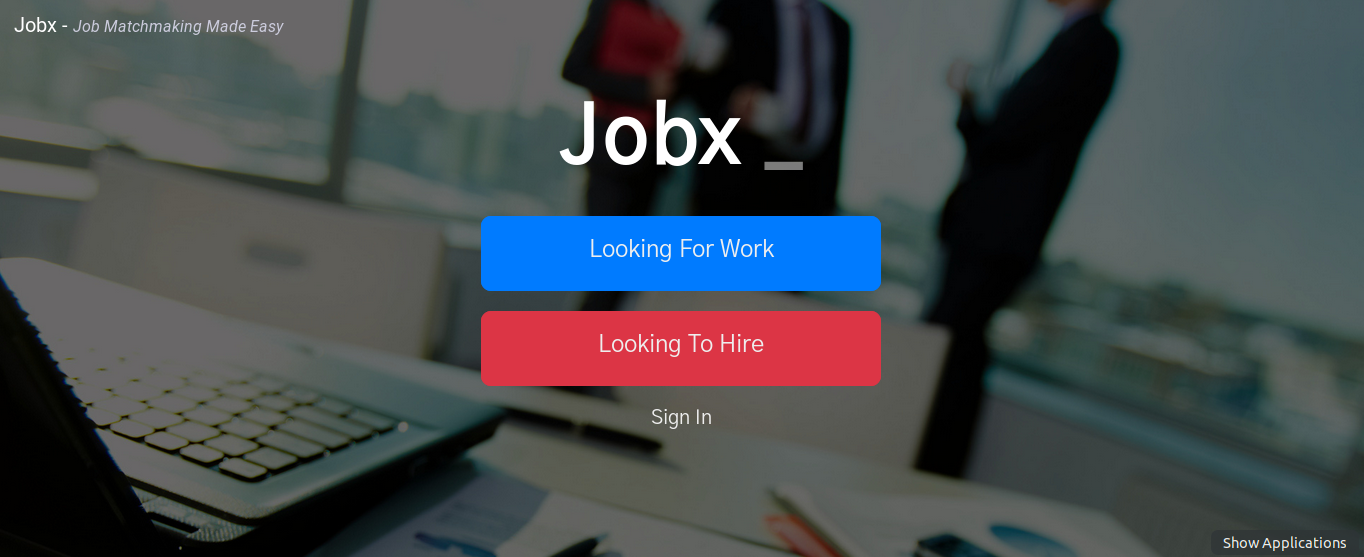 Jobx - Job Matchmaking Made Easy
Jobx _
Looking For Work
Looking To Hire
Sign In
Show Applications